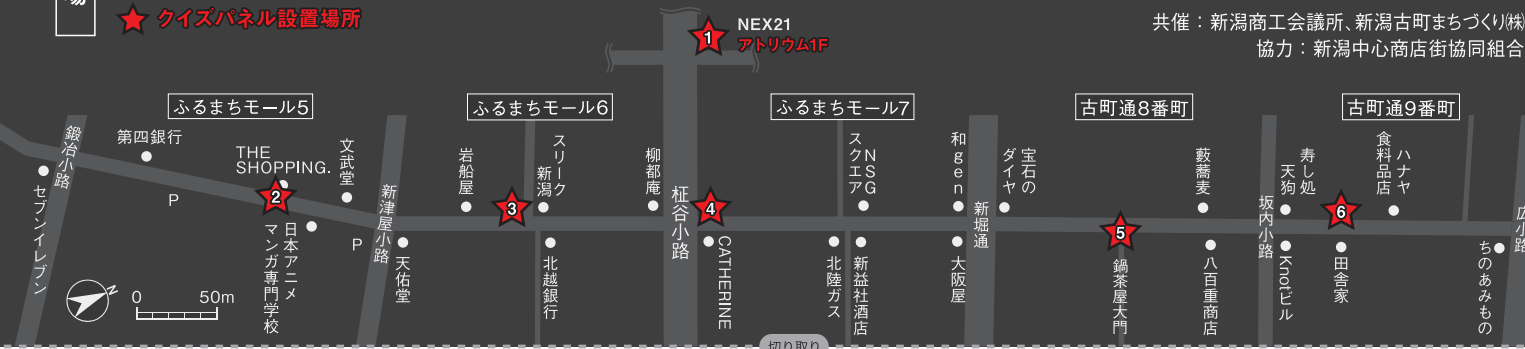 場
クイズパネル設置場所
1
NEX21
アトリウム1F
共催：新潟商工会議所、新潟古町まちづくり㈱
協力：新潟中心商店街協同組合
ふるまちモール5
ふるまちモール6
ふるまちモール7
古町通8番町
古町通9番町
鍛冶小路
セブンイレブン
第四銀行
P
THE
SHOPPING.
2
文武堂
日本アニメ
マンガ専門学校
P
新津屋小路
天佑堂
岩船屋
3
スリーク
新潟
北越銀行
柳都庵
柾谷小路
4
CATHERINE
NSG
スクエア
北陸ガス
新益社酒店
和gen
大阪屋
新堀通
宝石の
ダイヤ
5
鍋茶屋大門
藪蕎麦
八百重商店
坂内小路
寿し処
天狗
Knotビル
6
田舎家
ハナヤ
食料品店
ちのあみもの
広小路
N
0
50m
切り取り